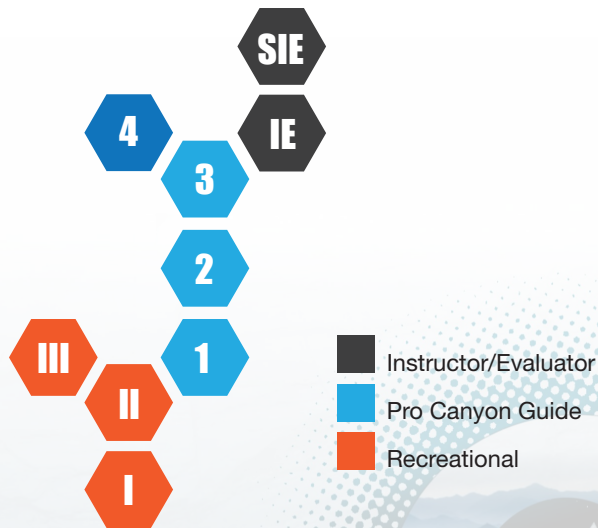 SIE
IE
4
3
2
1
III
II
I
Instructor/Evaluator
Pro Canyon Guide
Recreational